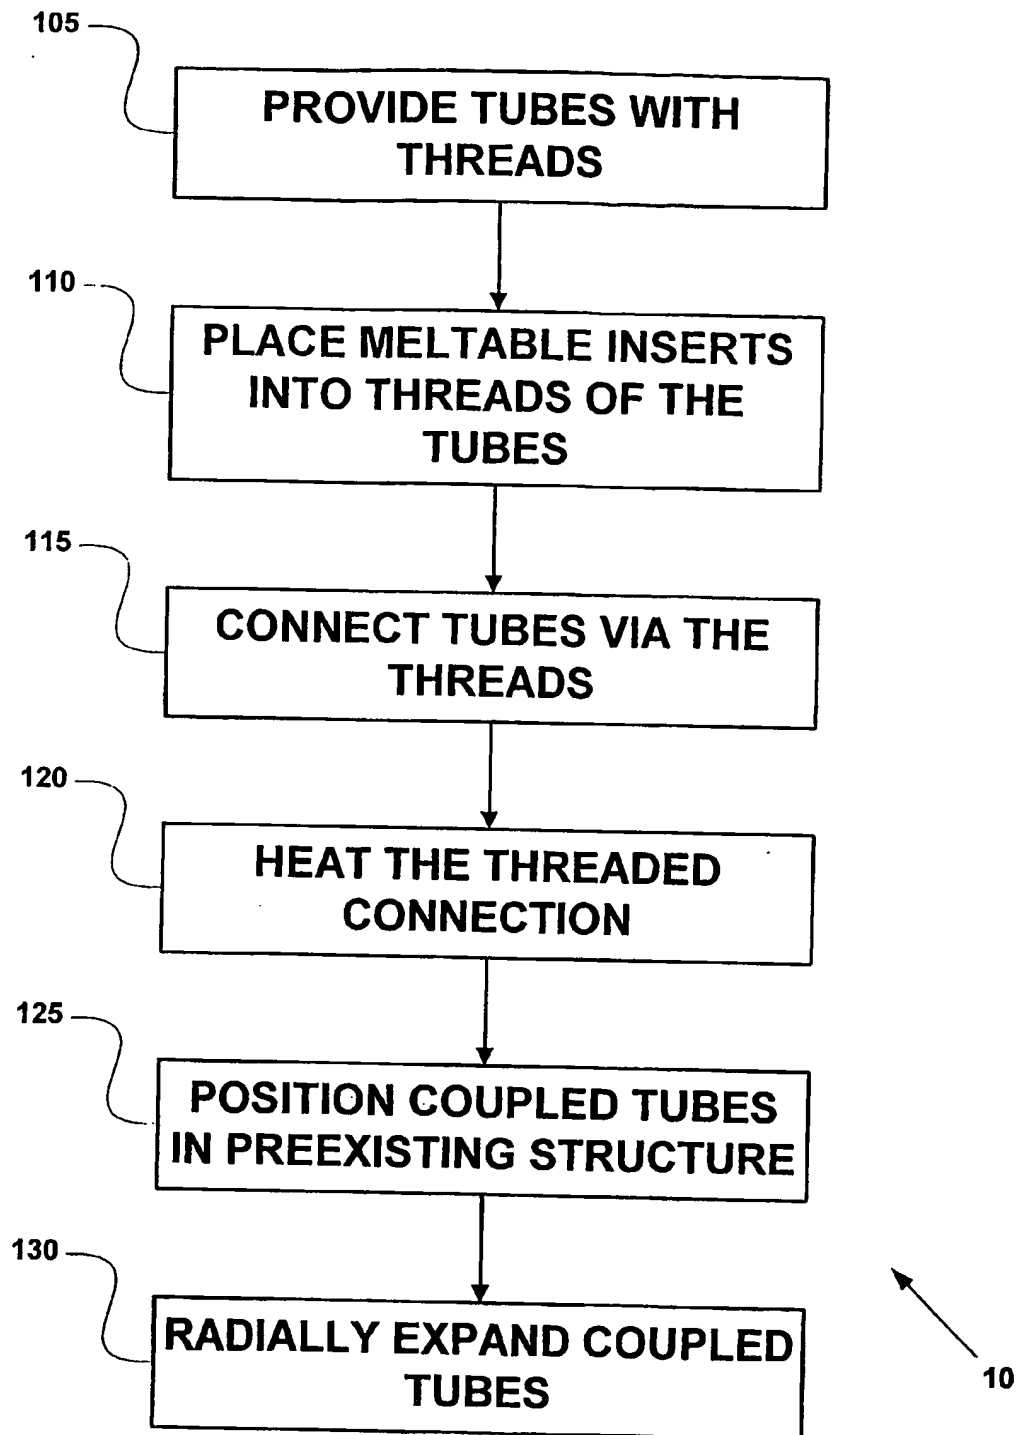 105
PROVIDE TUBES WITH
THREADS
110
PLACE MELTABLE INSERTS
INTO THREADS OF THE
TUBES
115
CONNECT TUBES VIA THE
THREADS
120
HEAT THE THREADED
CONNECTION
125
POSITION COUPLED TUBES
IN PREEXISTING STRUCTURE
130
RADIALLY EXPAND COUPLED
TUBES
10